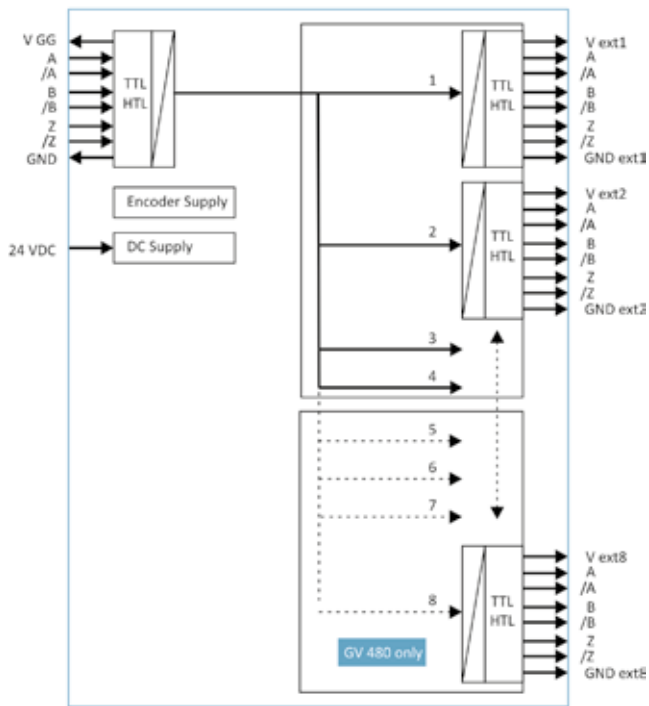 V GG
A
/A
B
/B
Z
/Z
GND
TTL
HTL
Encoder Supply
24 VDC
DC Supply
1
TTL
HTL
V ext1
A
/A
B
/B
Z
/Z
GND ext1
2
TTL
HTL
V ext2
A
/A
B
/B
Z
/Z
GND ext2
3
4
5
6
7
8
TTL
HTL
V ext8
A
/A
B
/B
Z
/Z
GND ext8
GV 480 only